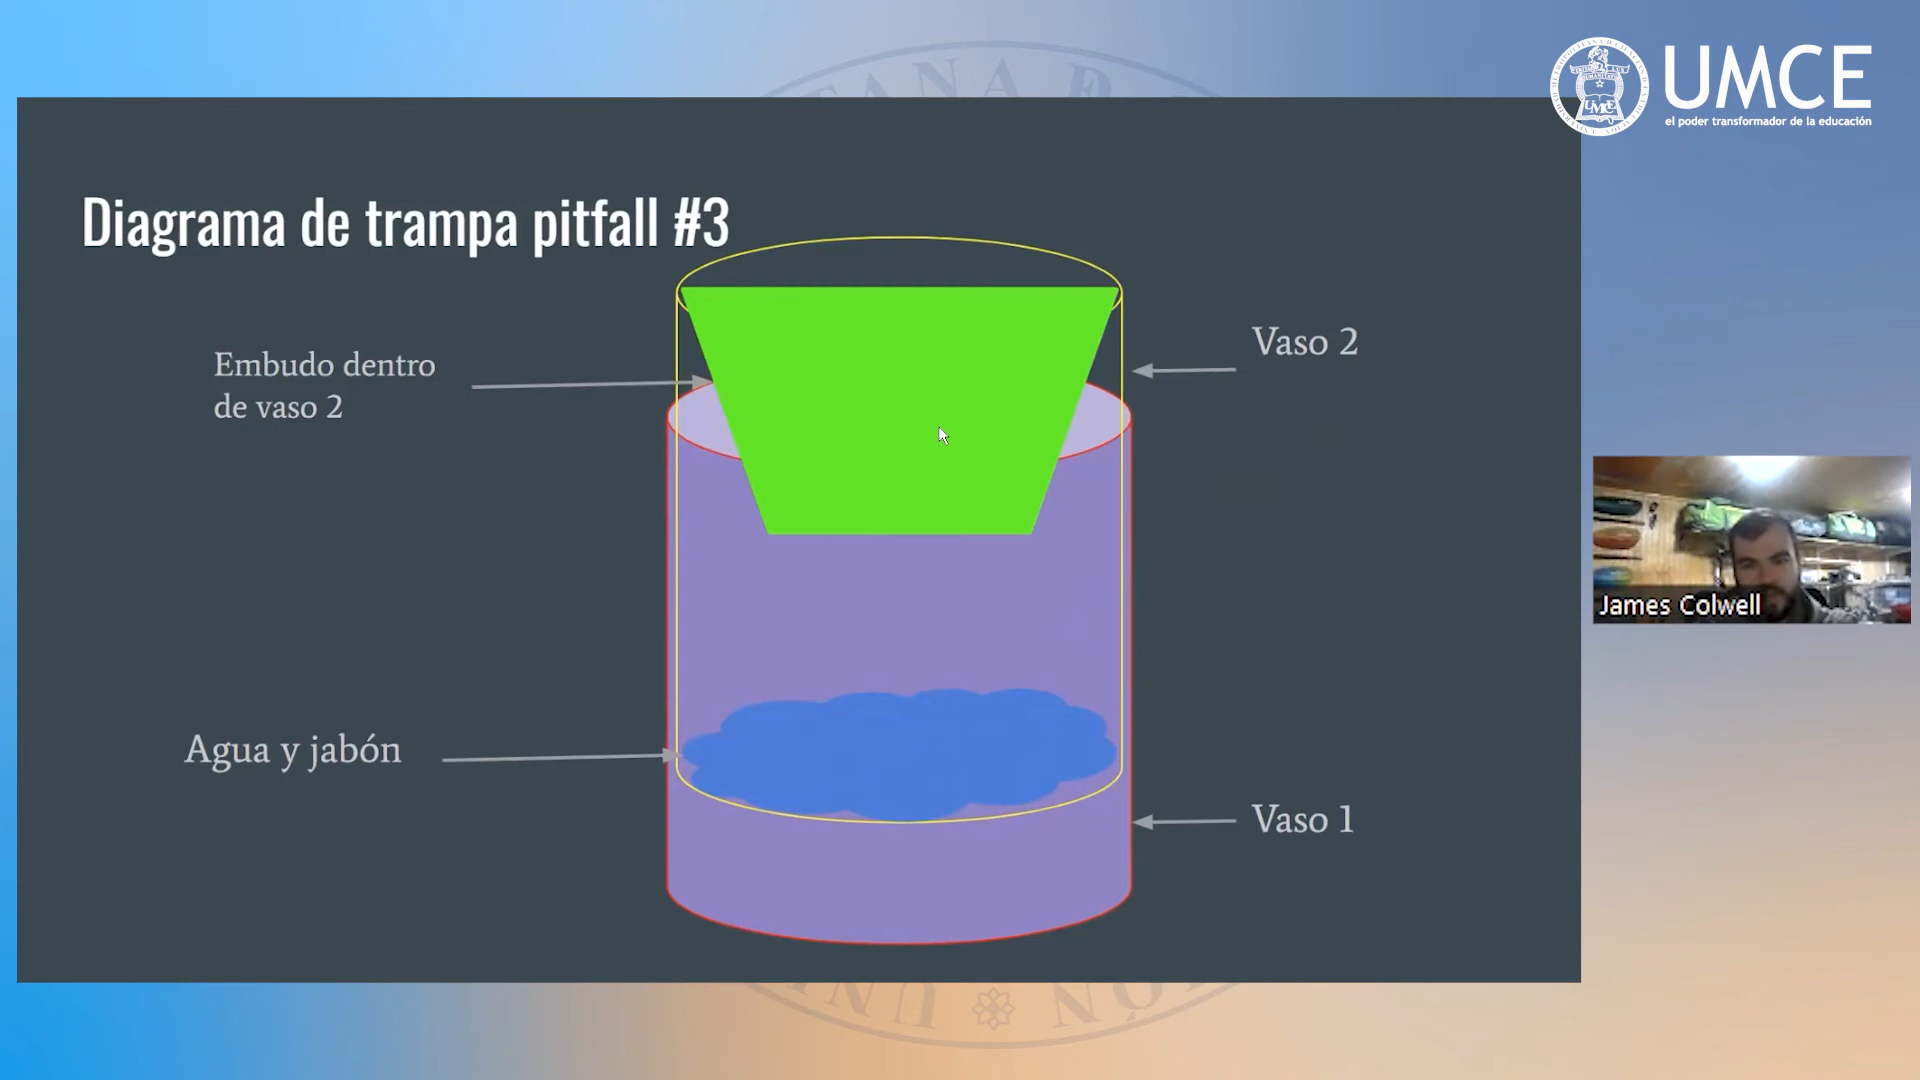 UMCE
el poder transformador de la educación
Diagrama de trampa pitfall #3
Embudo dentro
de vaso 2
Vaso 2
Agua y jabón
Vaso 1
James Colwell